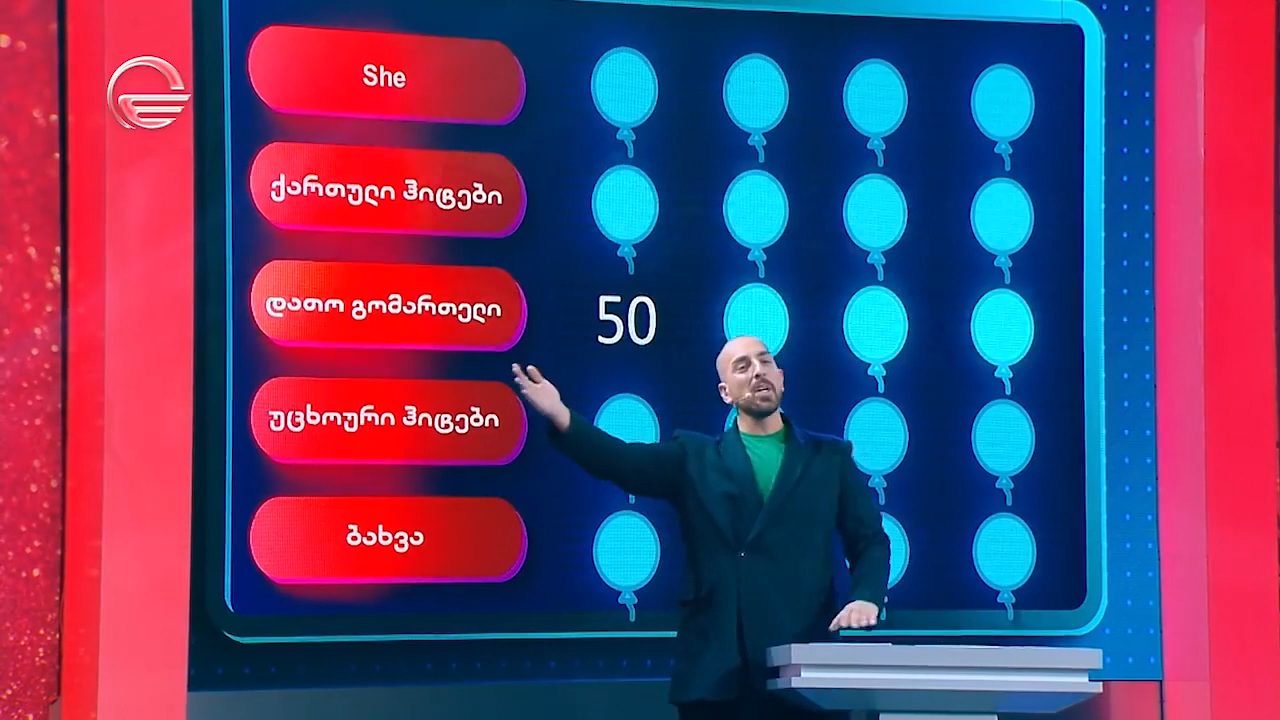 She
ქართული ჰიტები
დათო გომართელი
50
უცხოური ჰიტები
ბახვა